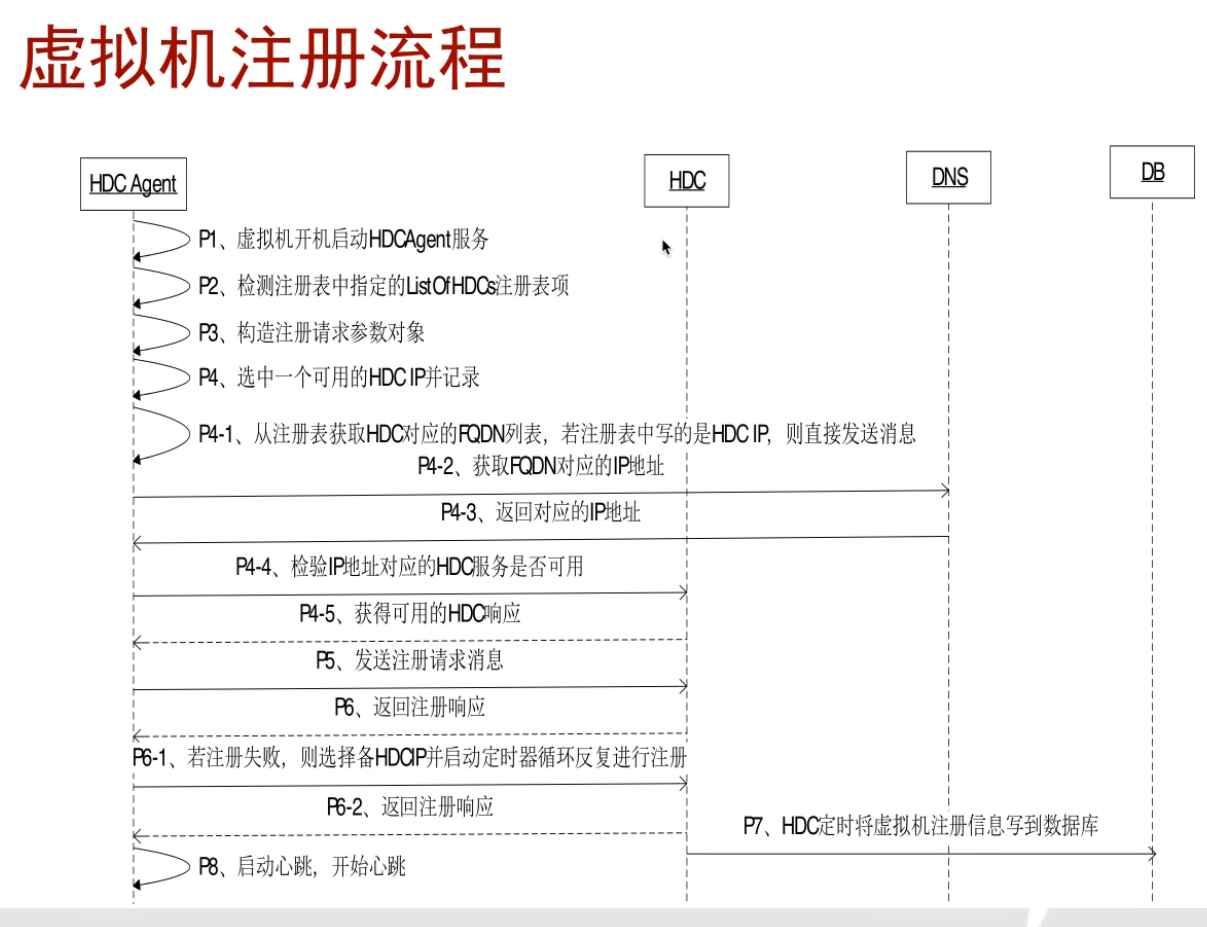 虚拟机注册流程
HDC Agent
HDC
DNS
DB
P1、虚拟机开机启动HDCAgent服务
P2、检测注册表中指定的ListOfHDCs注册表项
P3、构造注册请求参数对象
P4、选中一个可用的HDC IP并记录
P4-1、从注册表获取HDC对应的FQDN列表，若注册表中写的是HDC IP，则直接发送消息
P4-2、获取FQDN对应的IP地址
P4-3、返回对应的IP地址
P4-4、检验IP地址对应的HDC服务是否可用
P4-5、获得可用的HDC响应
P5、发送注册请求消息
P6、返回注册响应
P6-1、若注册失败，则选择备HDCIP并启动定时器循环反复进行注册
P6-2、返回注册响应
P7、HDC定时将虚拟机注册信息写到数据库
P8、启动心跳，开始心跳